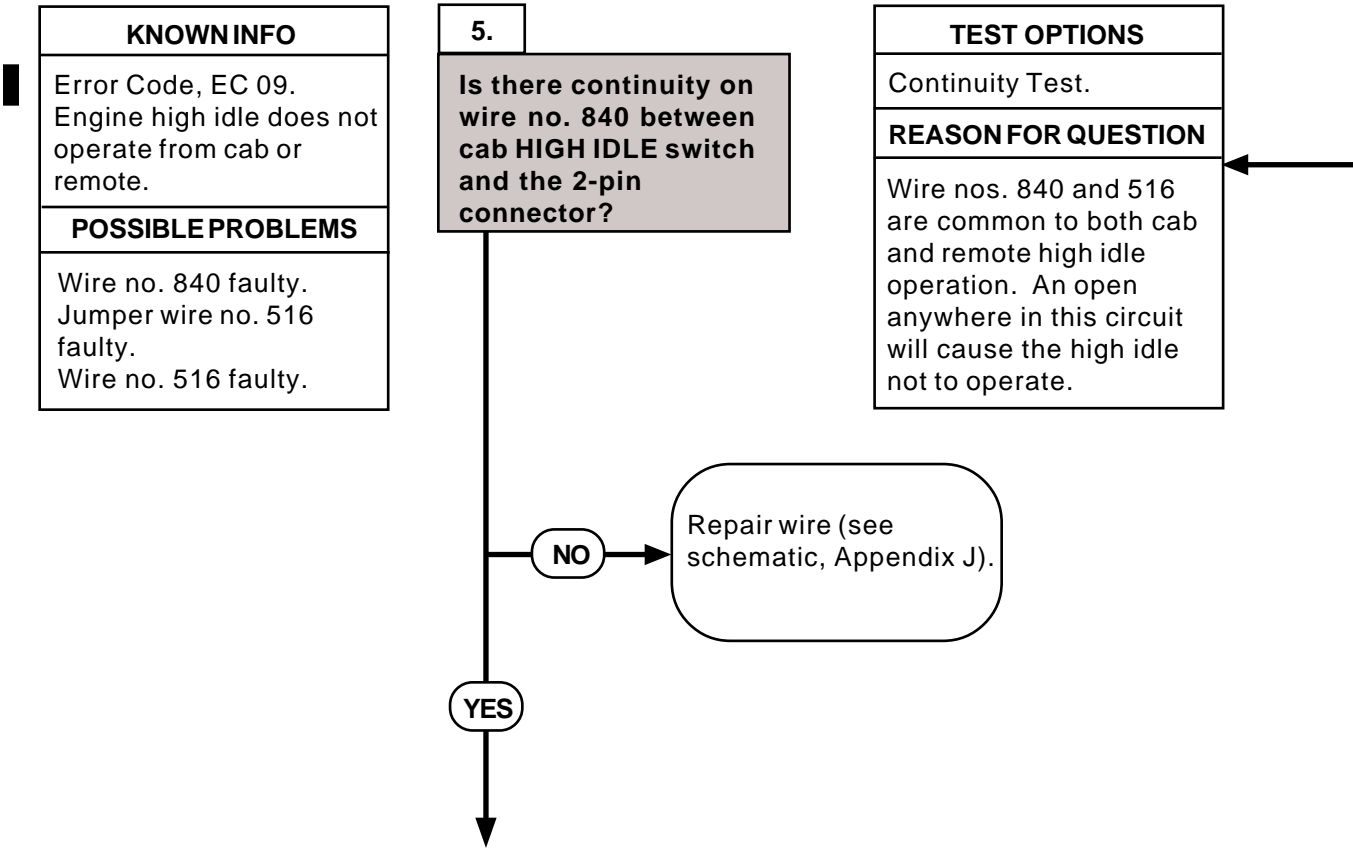 KNOWN INFO
Error Code, EC 09.
Engine high idle does not
operate from cab or
remote.
POSSIBLE PROBLEMS
Wire no. 840 faulty.
Jumper wire no. 516
faulty.
Wire no. 516 faulty.
5.
Is there continuity on
wire no. 840 between
cab HIGH IDLE switch
and the 2-pin
connector?
TEST OPTIONS
Continuity Test.
REASON FOR QUESTION
Wire nos. 840 and 516
are common to both cab
and remote high idle
operation. An open
anywhere in this circuit
will cause the high idle
not to operate.
NO
Repair wire (see
schematic, Appendix J).
YES